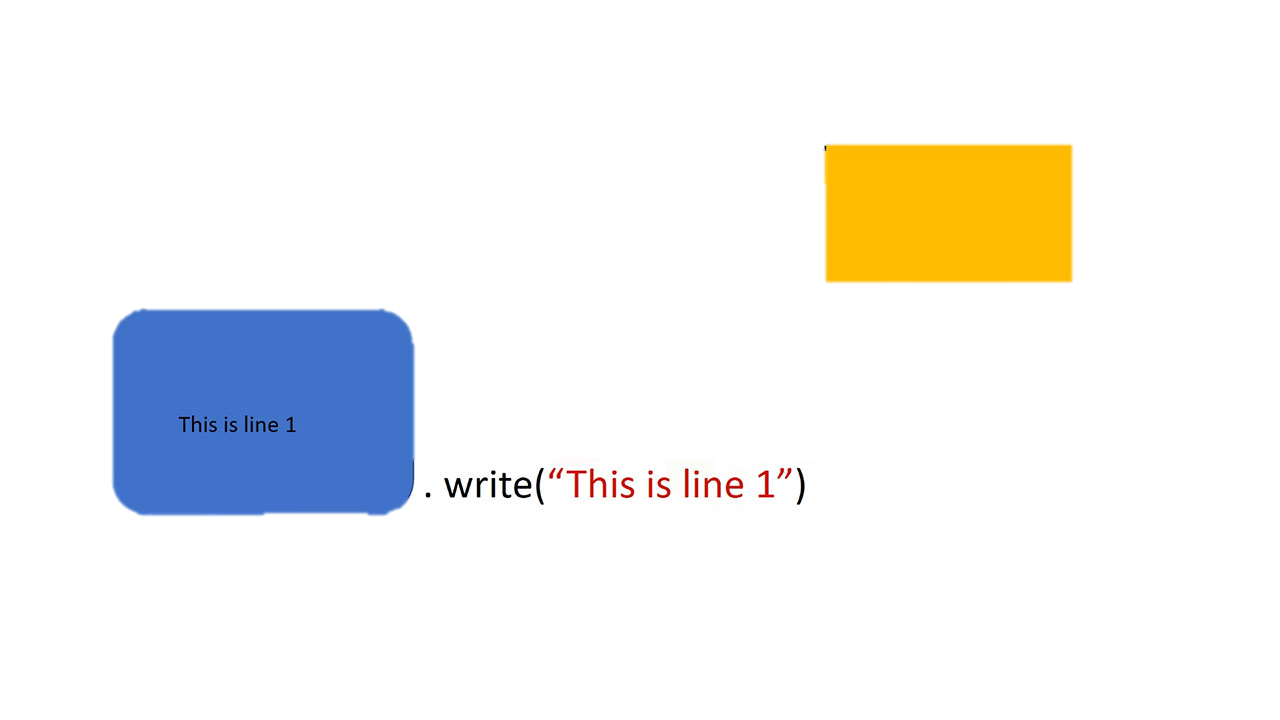 This is line 1
. write(“This is line 1”)